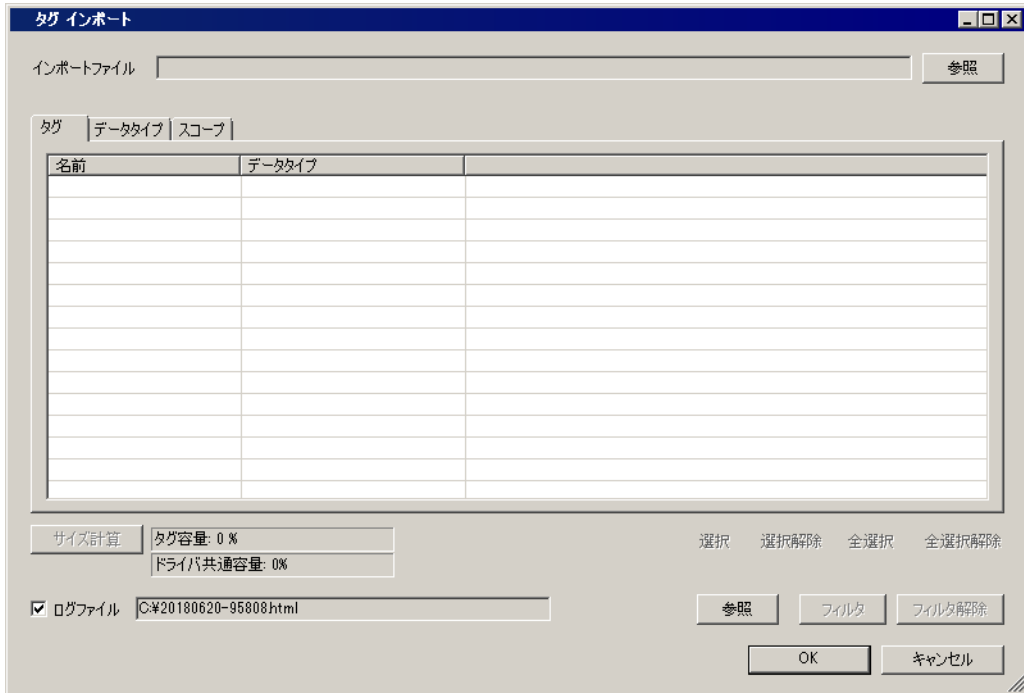 タグ インポート
インポートファイル 参照
タグ データタイプ スコープ
名前 データタイプ
サイズ計算 タグ容量: 0 % 選択 選択解除 全選択 全選択解除
ドライバ共通容量: 0%
ログファイル C:¥20180620-95808.html 参照 フィルタ フィルタ解除
OK キャンセル